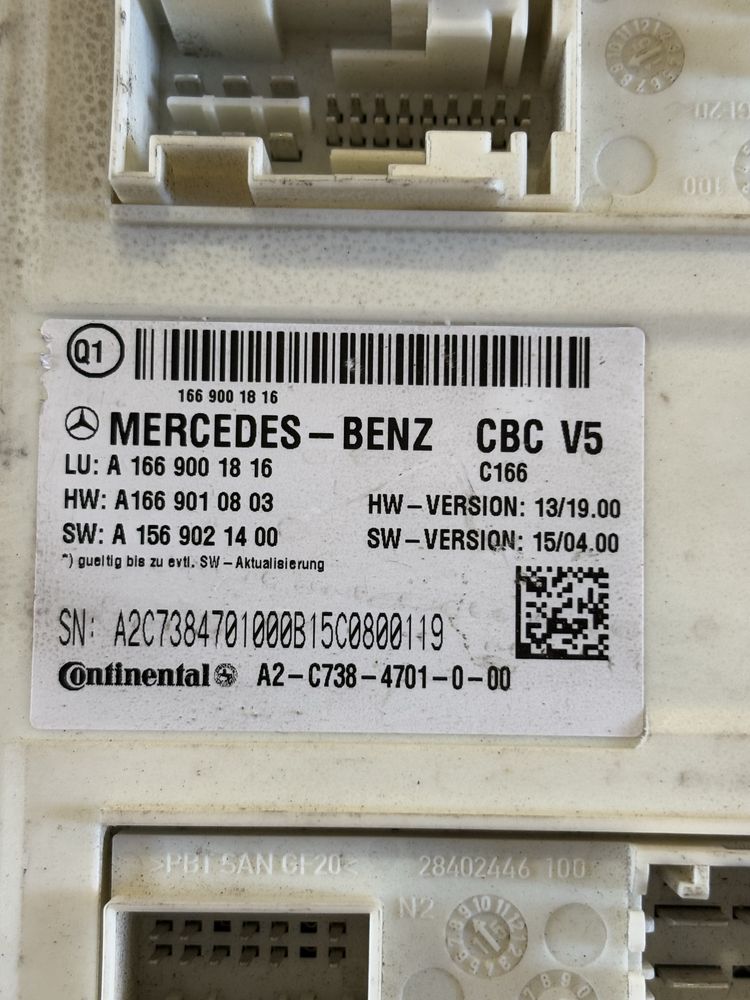 Q1
166 900 18 16
MERCEDES-BENZ CBC V5
LU: A 166 900 18 16 C166
HW: A166 901 08 03 HW-VERSION: 13/19.00
SW: A 156 902 14 00 SW-VERSION: 15/04.00
*) gueltig bis zu evtl. SW-Aktualisierung
SN: A2C7384701000B15C0800119
Continental A2-C738-4701-0-00
>PBT SAN GF20< 28402446 100
N2